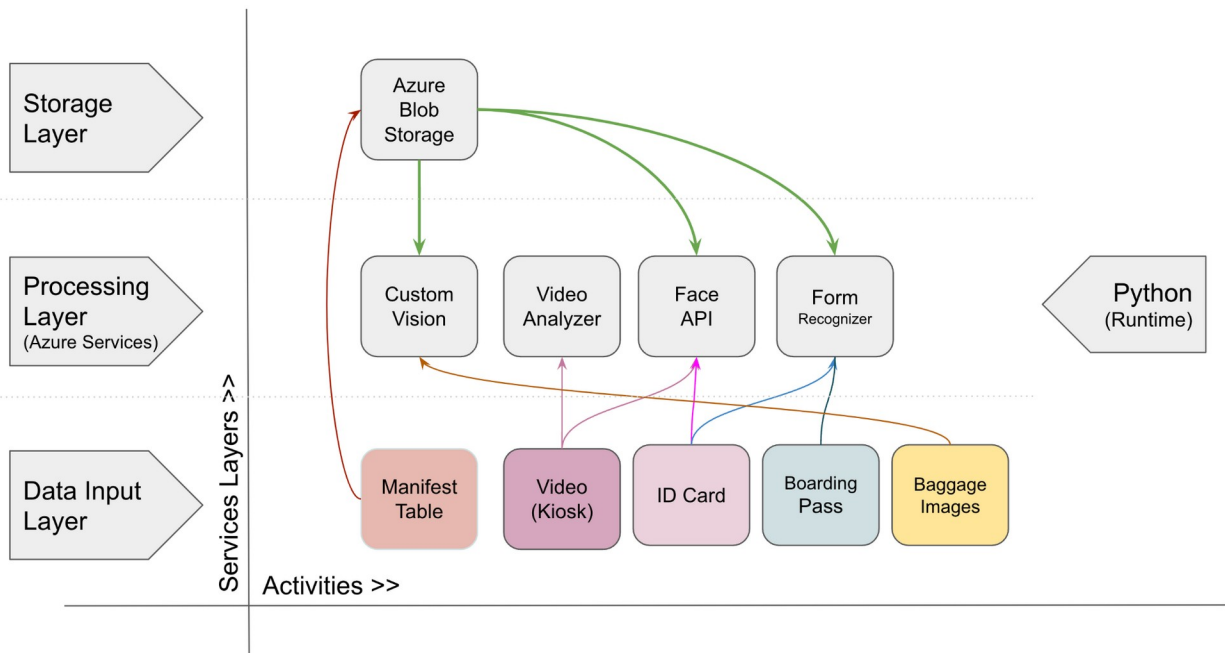 Storage
Layer
Azure
Blob
Storage
Processing
Layer
(Azure Services)
Custom
Vision
Video
Analyzer
Face
API
Form
Recognizer
Python
(Runtime)
Services Layers >>
Data Input
Layer
Manifest
Table
Video
(Kiosk)
ID Card
Boarding
Pass
Baggage
Images
Activities >>